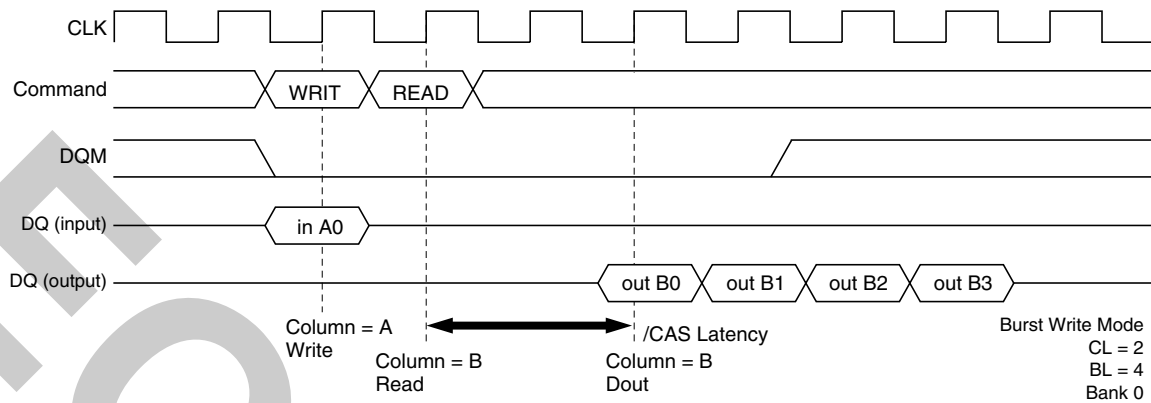 CLK
Command WRIT READ
DQM
DQ (input) in A0
DQ (output) out B0 out B1 out B2 out B3
Column = A
Write
Column = B
Read
/CAS Latency
Column = B
Dout
Burst Write Mode
CL = 2
BL = 4
Bank 0